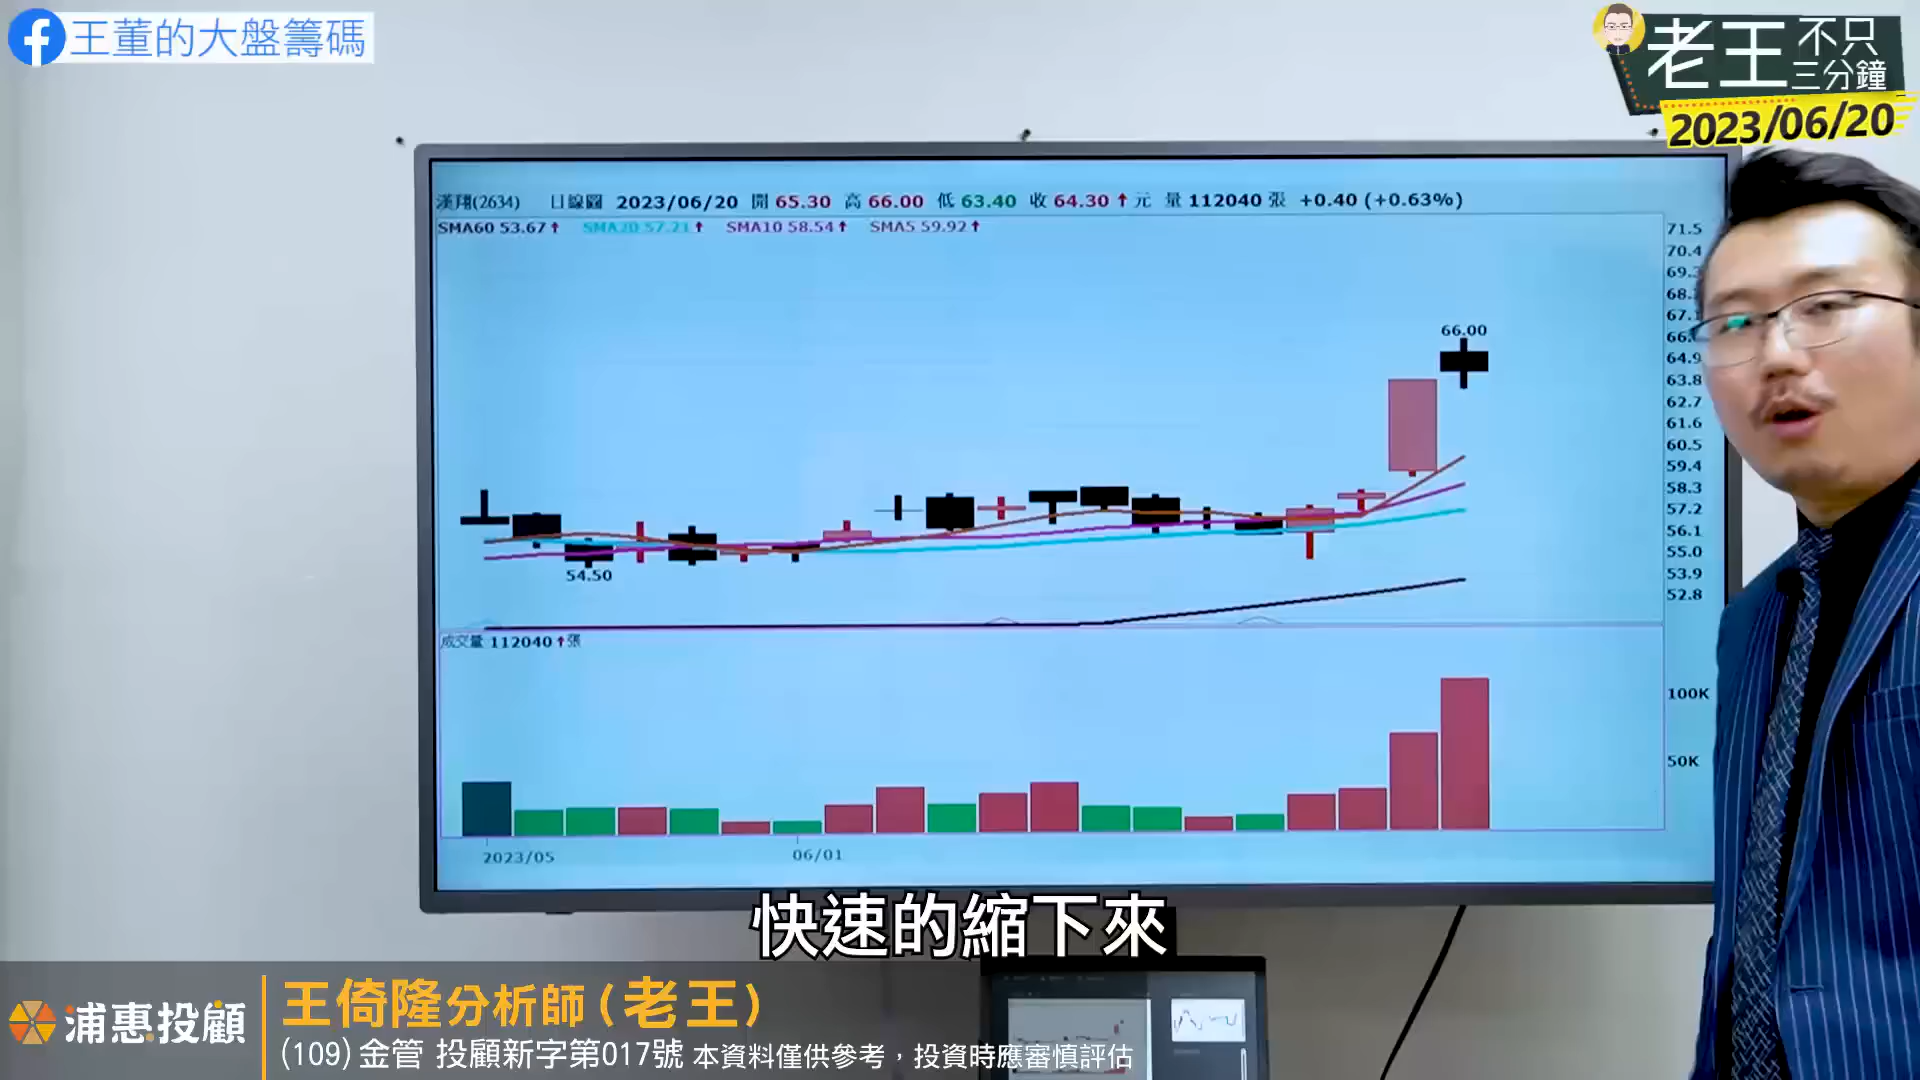 王董的大盤籌碼
老王不只三分鐘
2023/06/20
漢翔(2634) 日線圖 2023/06/20 開 65.30 高 66.00 低 63.40 收 64.30↑元 量 112040 張 +0.40 (+0.63%)
SMA60 53.67↑ SMA20 57.21↑ SMA10 58.54↑ SMA5 59.92↑
71.5
70.4
69.
68.
67.1
66.
64.9
63.8
62.7
61.6
60.5
59.4
58.3
57.2
56.1
55.0
53.9
52.8
66.00
54.50
成交量 112040↑張
100K
50K
2023/05
06/01
快速的縮下來
浦惠投顧
王倚隆分析師(老王)
(109)金管 投顧新字第017號 本資料僅供參考，投資時應審慎評估